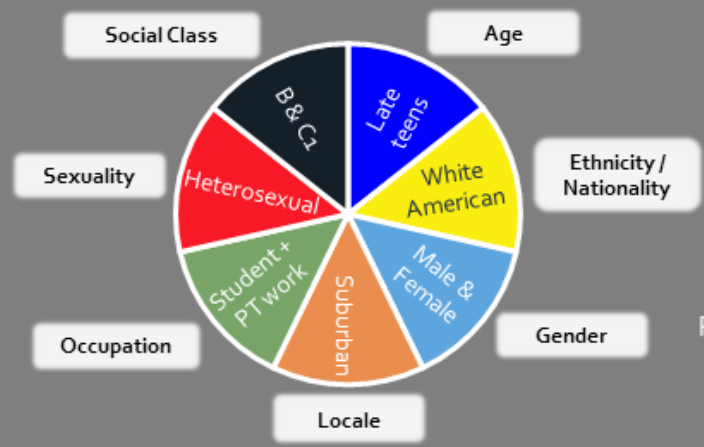 Social Class
Age
B & C1
Late
teens
Sexuality
Heterosexual
White
American
Ethnicity /
Nationality
Student +
PT work
Suburban
Male &
Female
Occupation
Gender
Locale